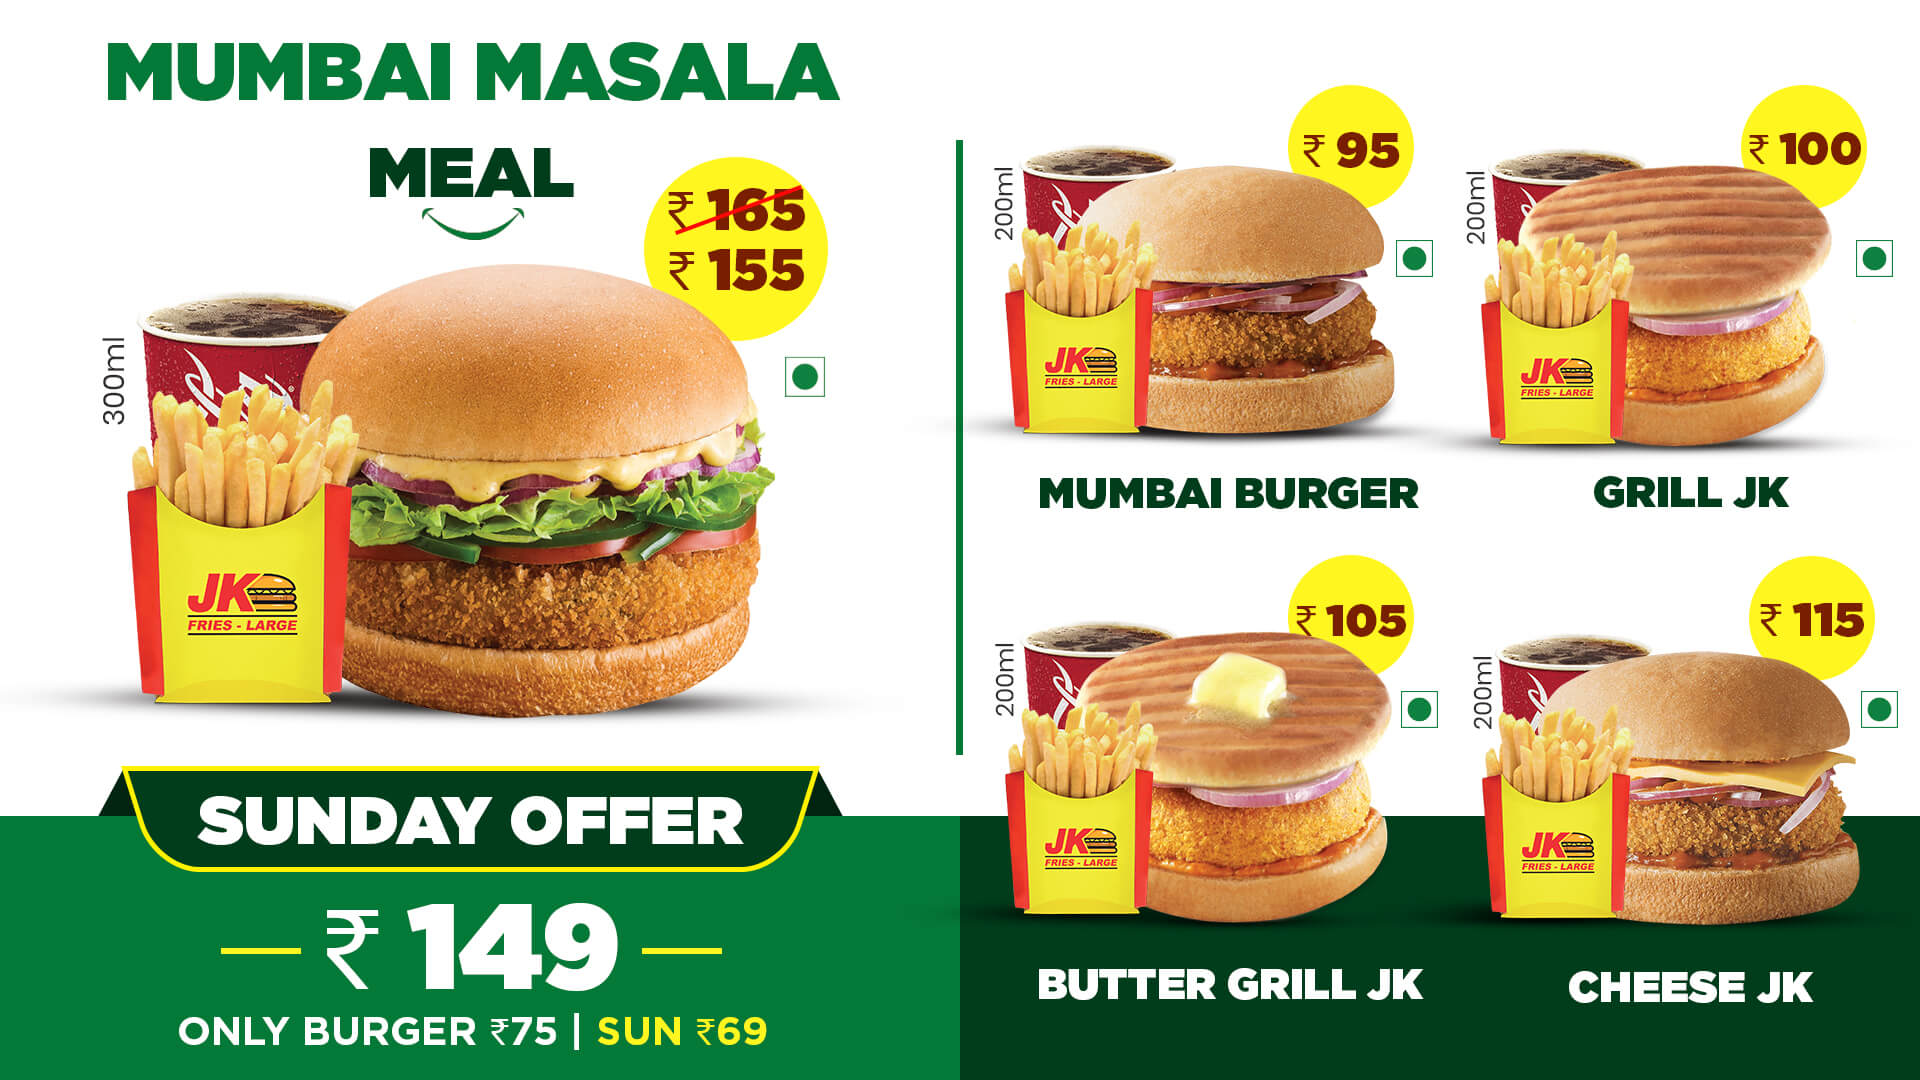 MUMBAI MASALA
MEAL
₹ 165
₹ 155
300ml
JK
FRIES - LARGE
SUNDAY OFFER
₹ 149
ONLY BURGER ₹75 | SUN ₹69
₹ 95
200ml
JK
FRIES - LARGE
MUMBAI BURGER
₹ 100
200ml
JK
FRIES - LARGE
GRILL JK
₹ 105
200ml
JK
FRIES - LARGE
BUTTER GRILL JK
₹ 115
200ml
JK
FRIES - LARGE
CHEESE JK